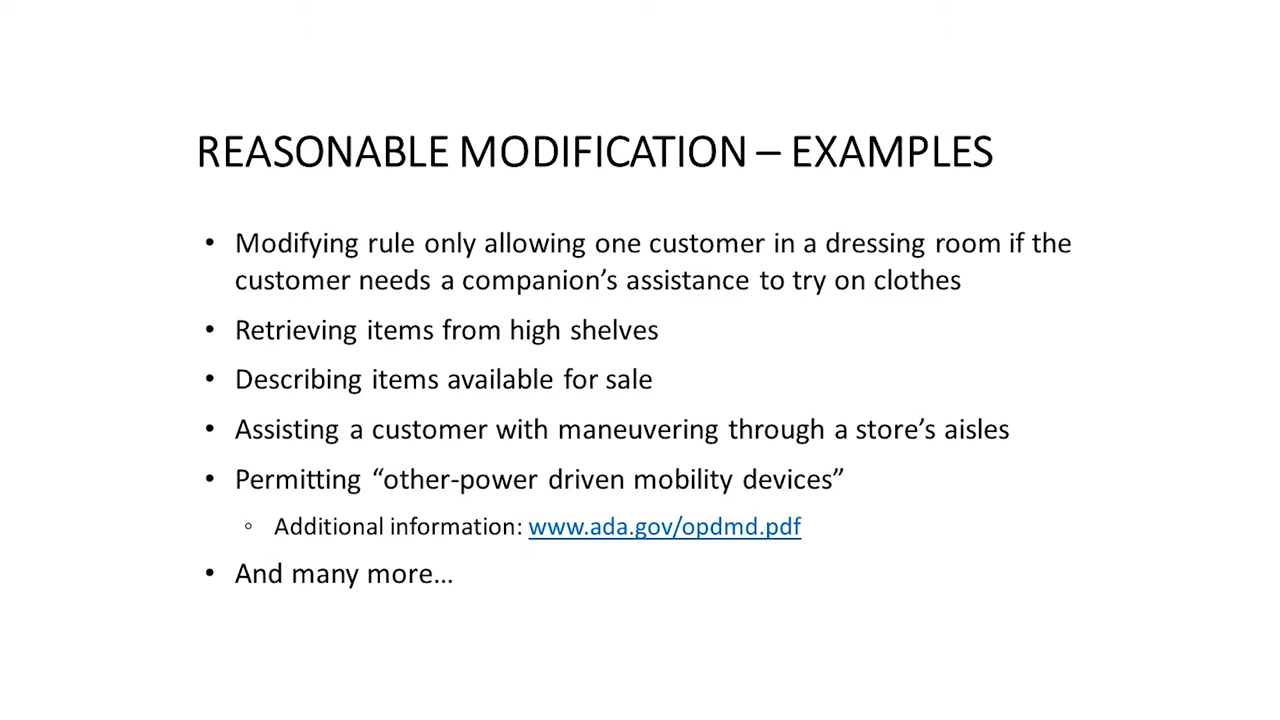 REASONABLE MODIFICATION – EXAMPLES
• Modifying rule only allowing one customer in a dressing room if the
customer needs a companion’s assistance to try on clothes
• Retrieving items from high shelves
• Describing items available for sale
• Assisting a customer with maneuvering through a store’s aisles
• Permitting “other-power driven mobility devices”
◦ Additional information: www.ada.gov/opdmd.pdf
• And many more…